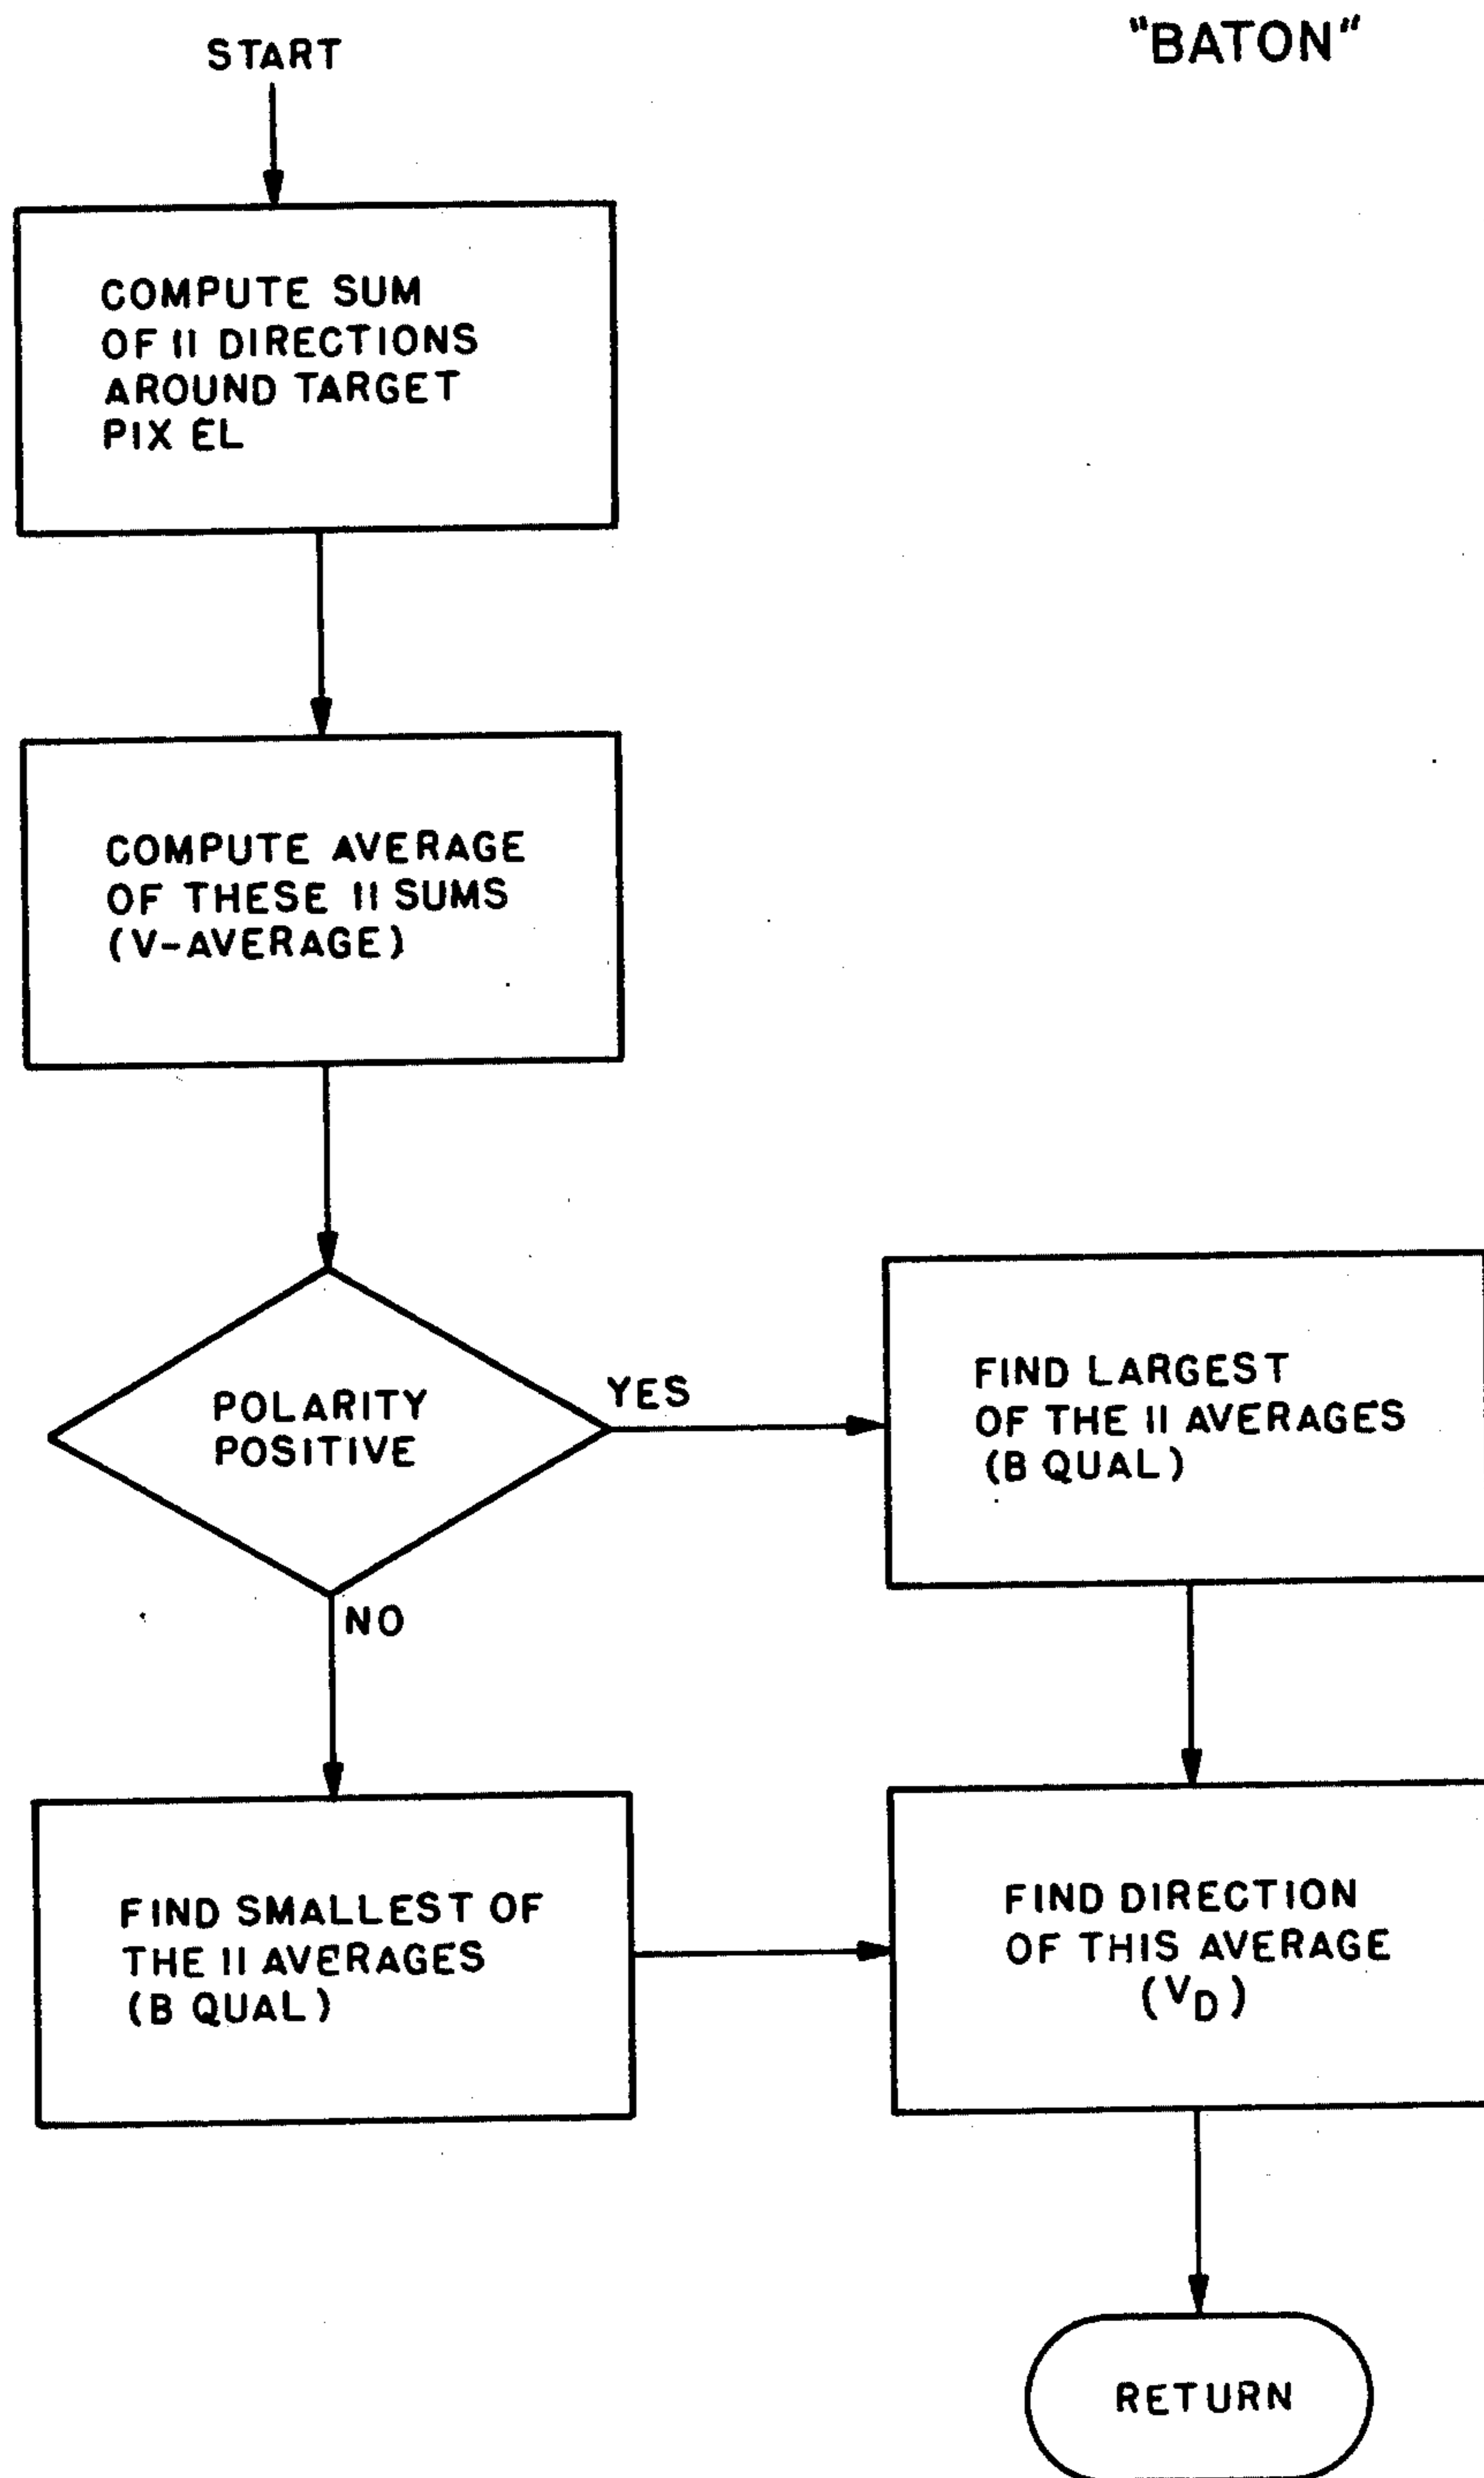 "BATON"
START
COMPUTE SUM
OF 11 DIRECTIONS
AROUND TARGET
PIX EL
COMPUTE AVERAGE
OF THESE 11 SUMS
(V-AVERAGE)
POLARITY
POSITIVE
YES
FIND LARGEST
OF THE 11 AVERAGES
(B QUAL)
NO
FIND SMALLEST OF
THE 11 AVERAGES
(B QUAL)
FIND DIRECTION
OF THIS AVERAGE
(VD)
RETURN